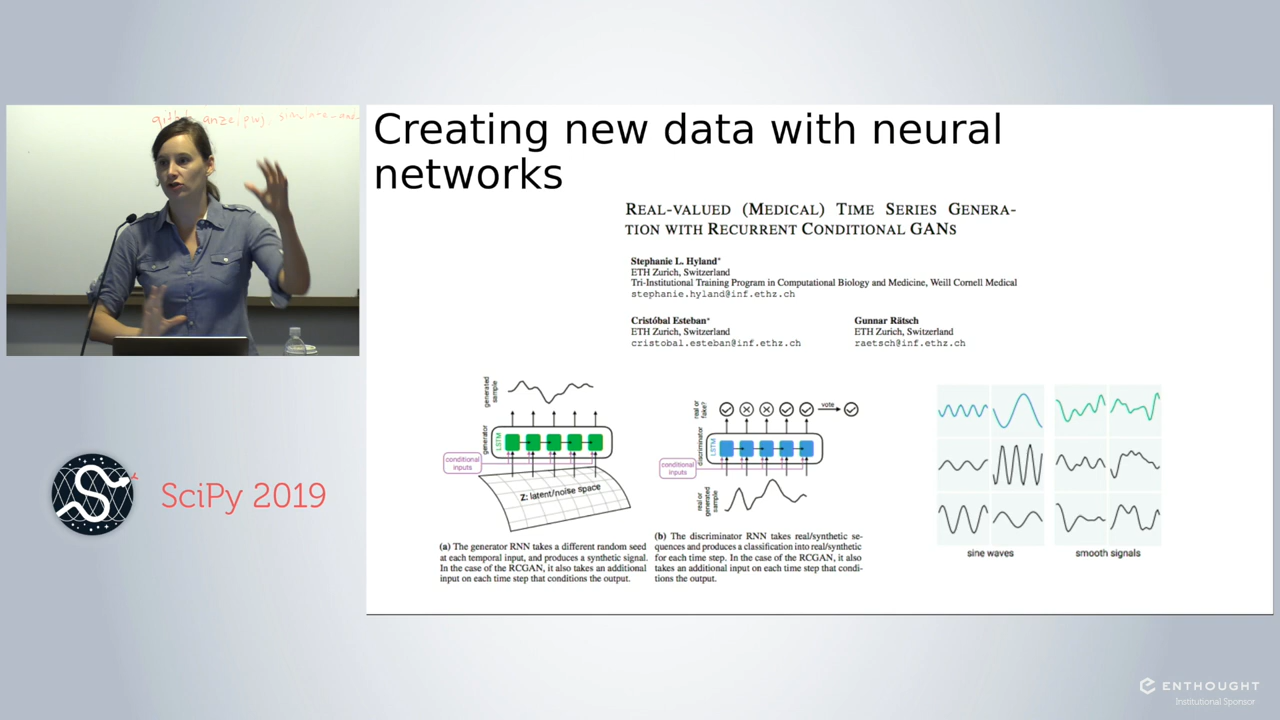 Creating new data with neural
networks
REAL-VALUED (MEDICAL) TIME SERIES GENERA-
TION WITH RECURRENT CONDITIONAL GANS
Stephanie L. Hyland*
ETH Zurich, Switzerland
Tri-Institutional Training Program in Computational Biology and Medicine, Weill Cornell Medical
stephanie.hyland@inf.ethz.ch
Cristóbal Esteban*
ETH Zurich, Switzerland
cristobal.esteban@inf.ethz.ch
Gunnar Rätsch
ETH Zurich, Switzerland
raetsch@inf.ethz.ch
generated
sample
generator
LSTM
conditional
inputs
Z: latent/noise space
(a) The generator RNN takes a different random seed
at each temporal input, and produces a synthetic signal.
In the case of the RCGAN, it also takes an additional
input on each time step that conditions the output.
real or
fake?
vote
discriminator
LSTM
conditional
inputs
real or
generated
sample
(b) The discriminator RNN takes real/synthetic se-
quences and produces a classification into real/synthetic
for each time step. In the case of the RCGAN, it also
takes an additional input on each time step that condi-
tions the output.
sine waves
smooth signals
S
SciPy 2019
ENTHOUGHT
Institutional Sponsor